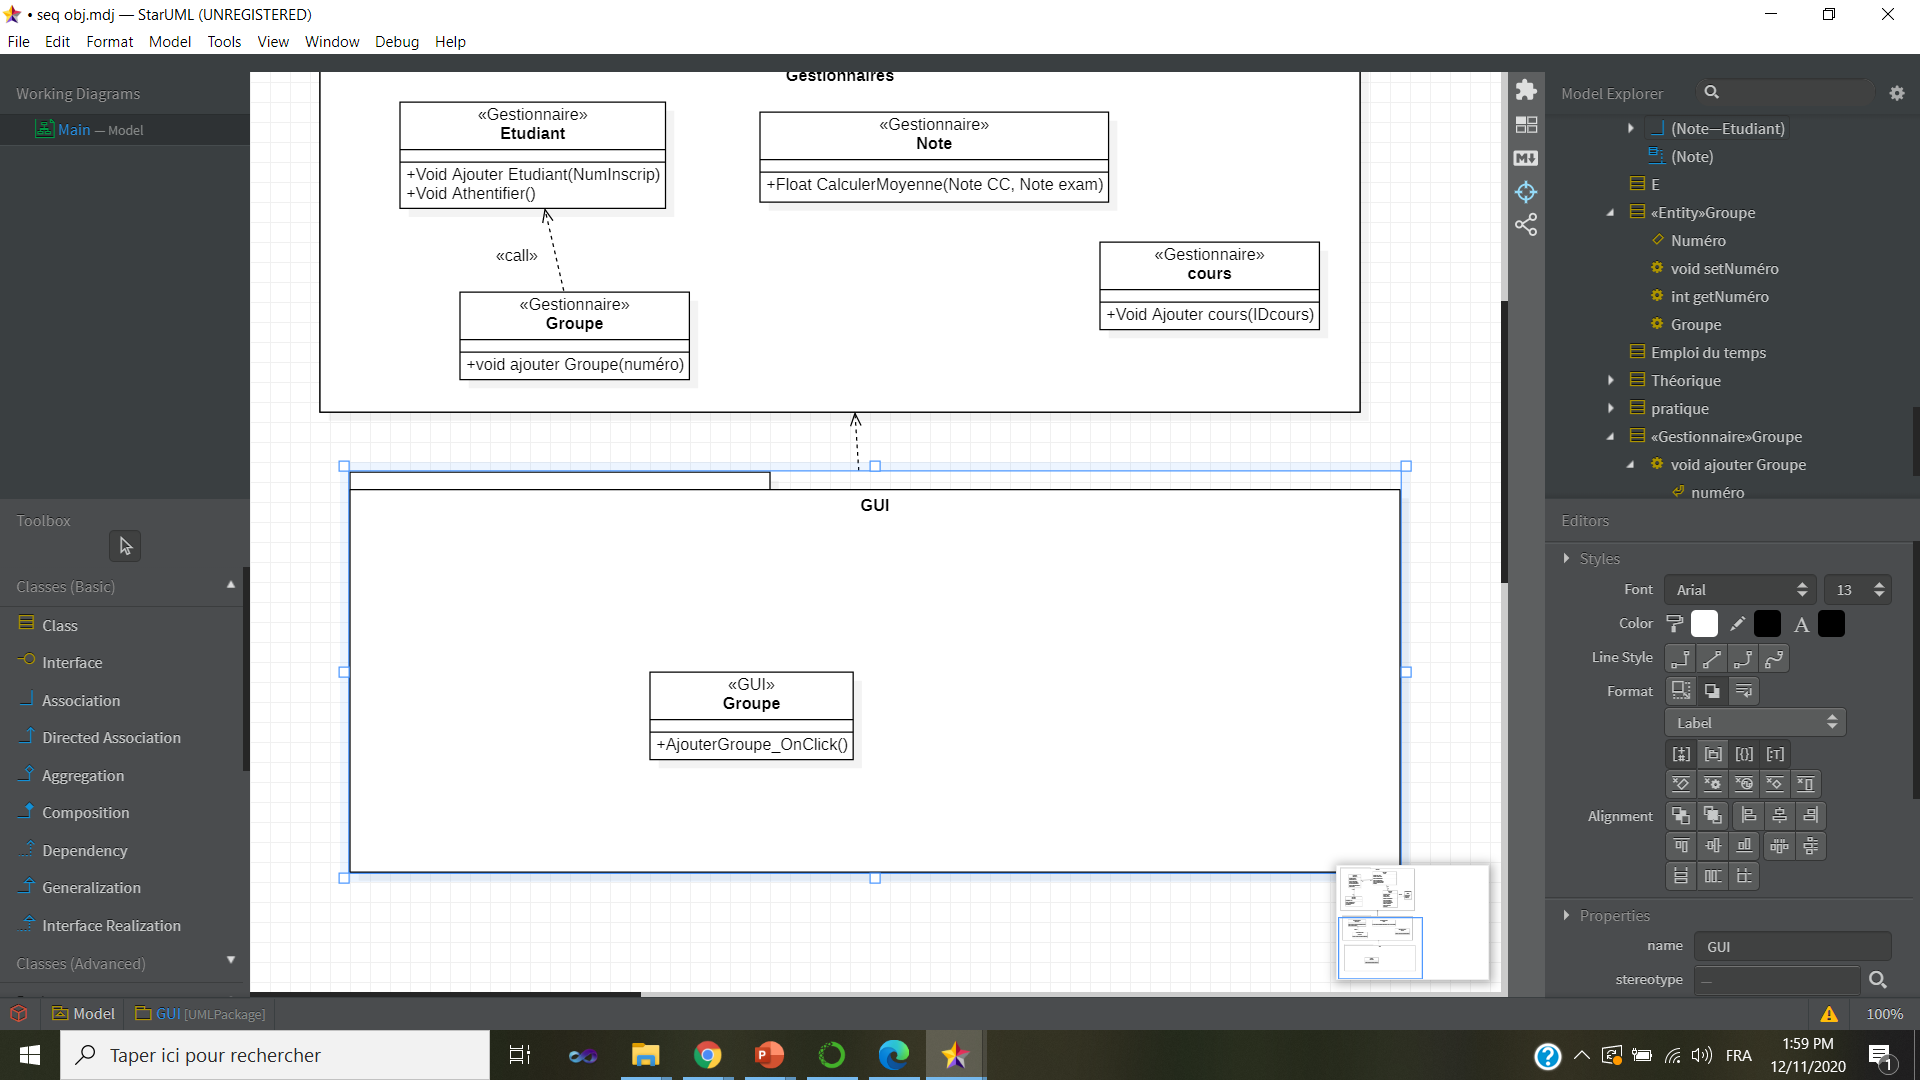 • seq obj.mdj — StarUML (UNREGISTERED)
File Edit Format Model Tools View Window Debug Help
Working Diagrams
Main — Model
Toolbox
Classes (Basic)
Class
Interface
Association
Directed Association
Aggregation
Composition
Dependency
Generalization
Interface Realization
Classes (Advanced)
Gestionnaires
«Gestionnaire»
Etudiant
+Void Ajouter Etudiant(NumInscrip)
+Void Athentifier()
«Gestionnaire»
Note
+Float CalculerMoyenne(Note CC, Note exam)
«call»
«Gestionnaire»
cours
+Void Ajouter cours(IDcours)
«Gestionnaire»
Groupe
+void ajouter Groupe(numéro)
GUI
«GUI»
Groupe
+AjouterGroupe_OnClick()
Model Explorer
(Note—Etudiant)
(Note)
E
«Entity»Groupe
Numéro
void setNuméro
int getNuméro
Groupe
Emploi du temps
Théorique
pratique
«Gestionnaire»Groupe
void ajouter Groupe
numéro
Editors
Styles
Font Arial 13
Color A
Line Style
Format
Label
Alignment
Properties
name GUI
stereotype —
Model GUI [UMLPackage]
100%
Taper ici pour rechercher
FRA
1:59 PM
12/11/2020
1